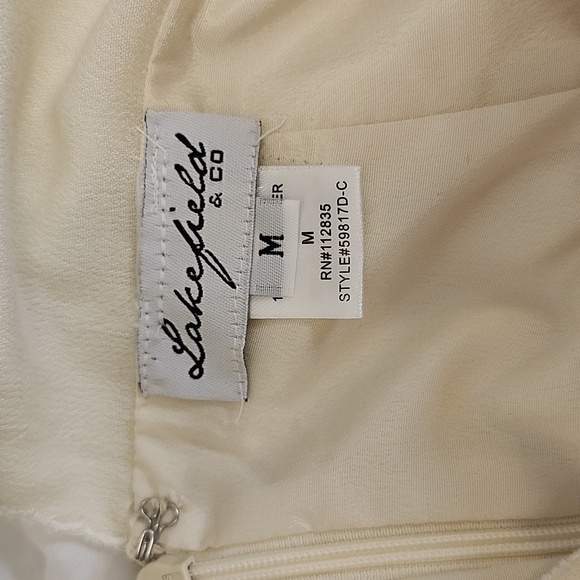 Lakefield
& CO
M
M
RN#112835
STYLE#59817D-C